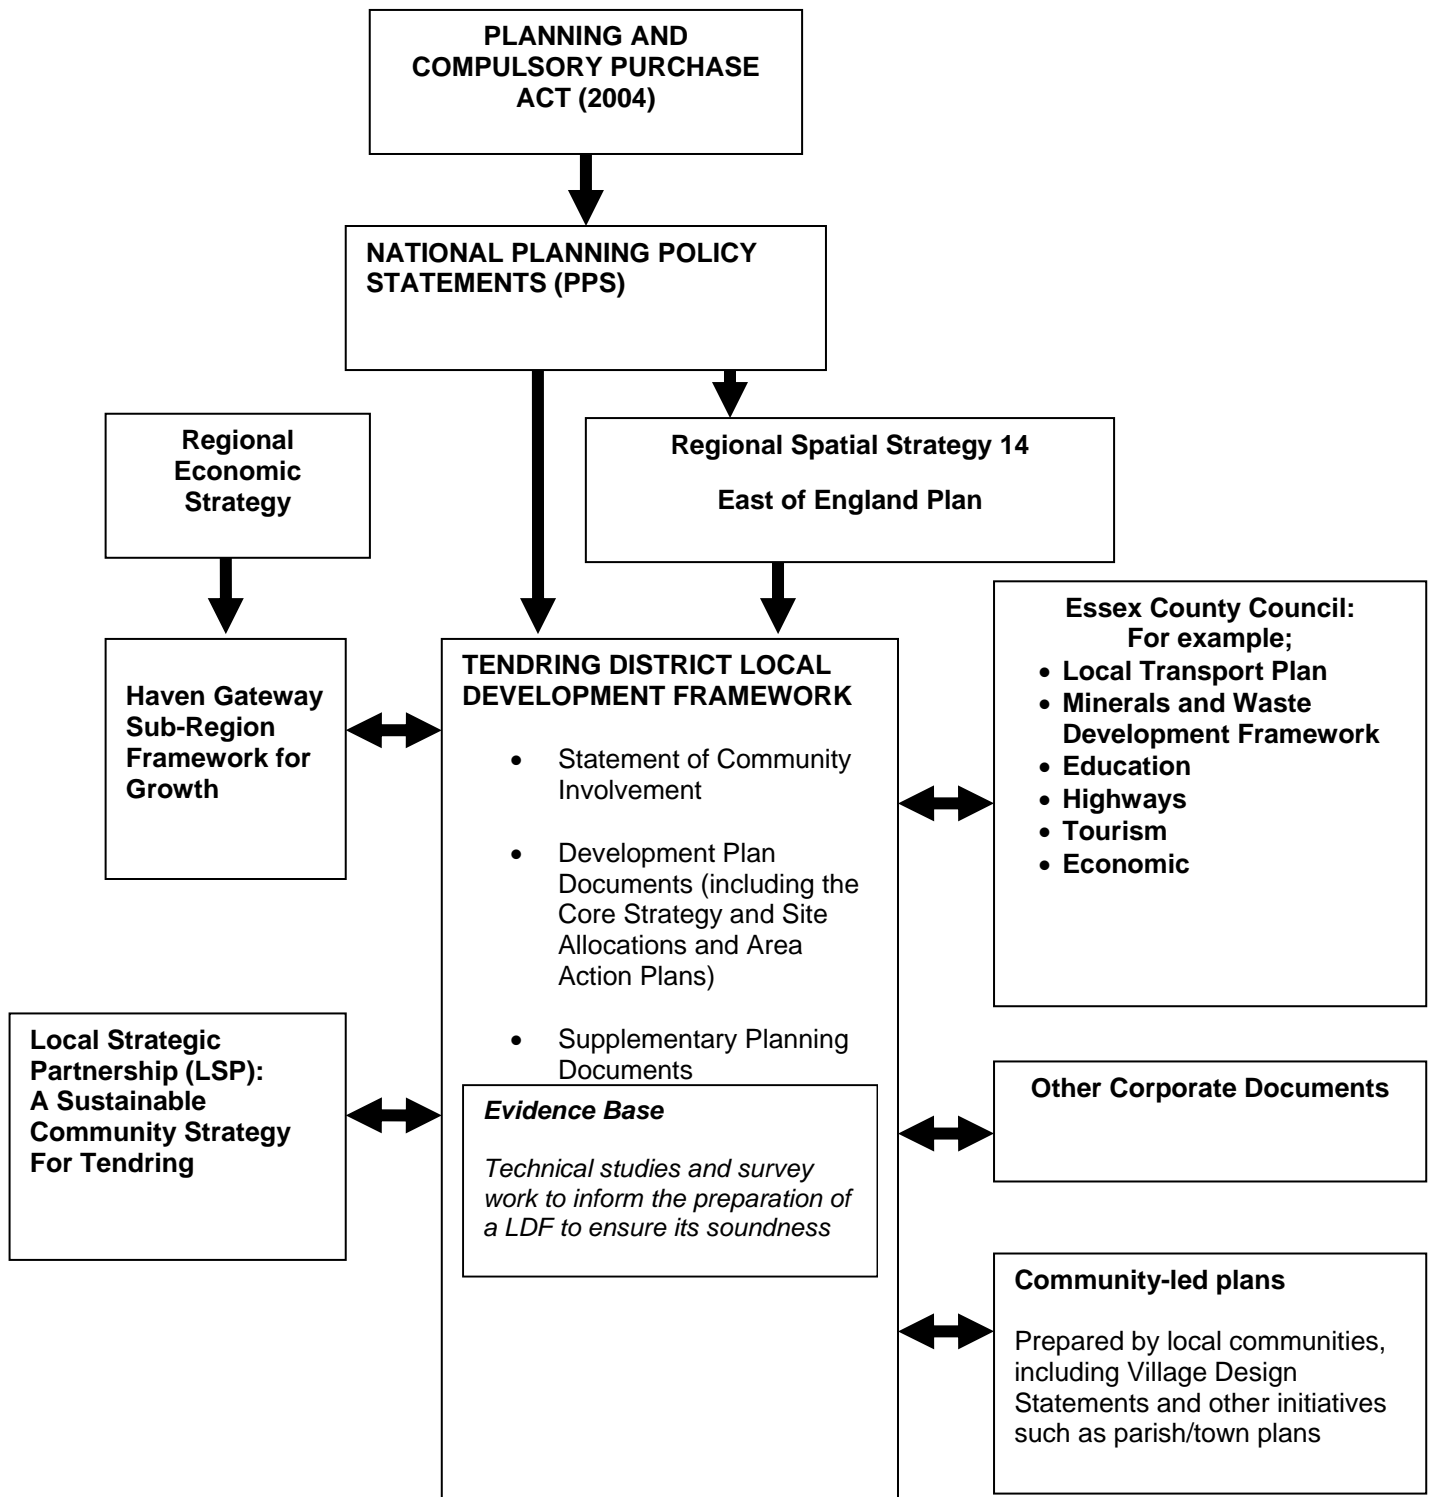 PLANNING AND
COMPULSORY PURCHASE
ACT (2004)
NATIONAL PLANNING POLICY
STATEMENTS (PPS)
Regional
Economic
Strategy
Regional Spatial Strategy 14
East of England Plan
Haven Gateway
Sub-Region
Framework for
Growth
TENDRING DISTRICT LOCAL
DEVELOPMENT FRAMEWORK
• Statement of Community
Involvement
• Development Plan
Documents (including the
Core Strategy and Site
Allocations and Area
Action Plans)
• Supplementary Planning
Documents
Evidence Base
Technical studies and survey
work to inform the preparation of
a LDF to ensure its soundness
Essex County Council:
For example;
• Local Transport Plan
• Minerals and Waste
Development Framework
• Education
• Highways
• Tourism
• Economic
Local Strategic
Partnership (LSP):
A Sustainable
Community Strategy
For Tendring
Other Corporate Documents
Community-led plans
Prepared by local communities,
including Village Design
Statements and other initiatives
such as parish/town plans